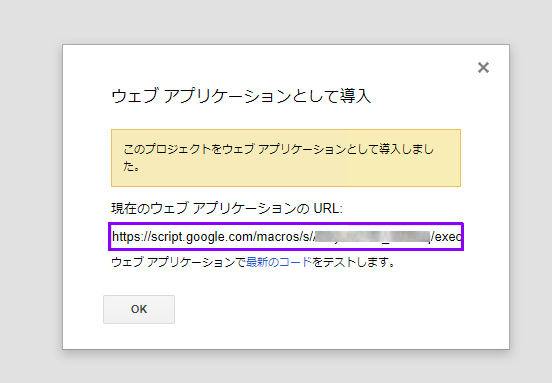 ウェブ アプリケーションとして導入
このプロジェクトをウェブ アプリケーションとして導入しまし
た。
現在のウェブ アプリケーションの URL:
https://script.google.com/macros/s/ /exec
ウェブ アプリケーションで最新のコードをテストします。
OK